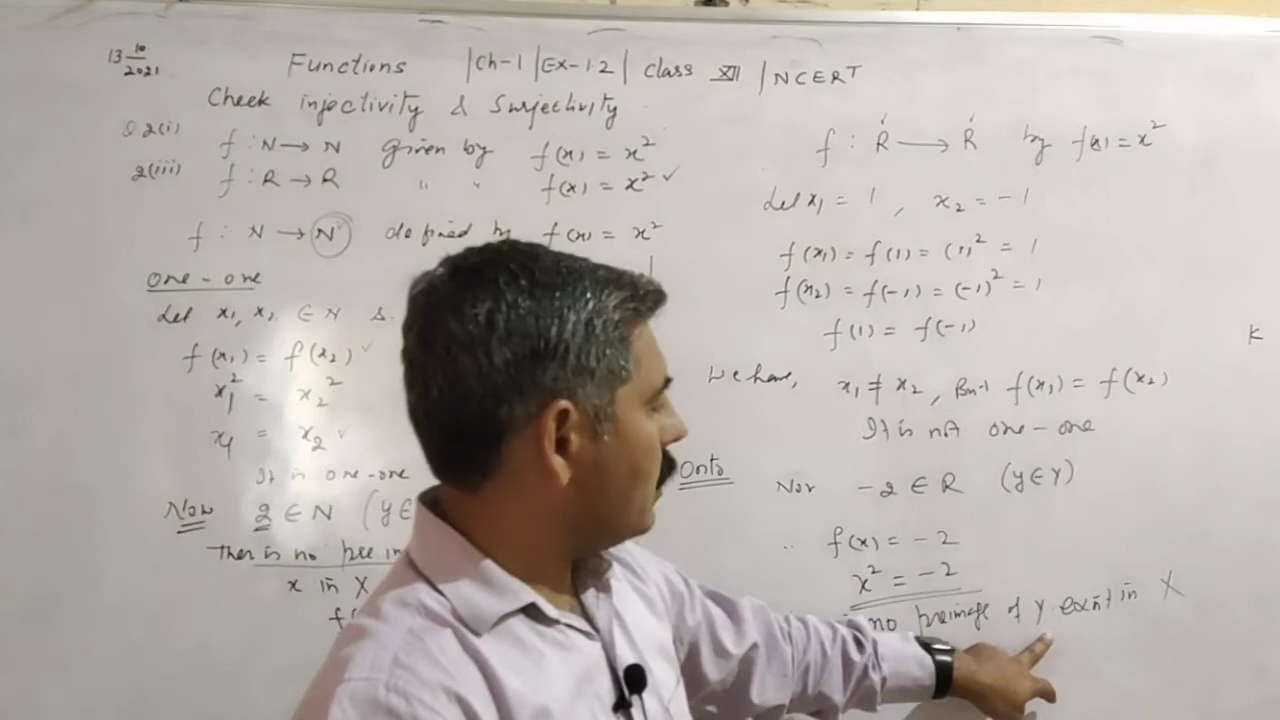 13 10/2021
Functions |Ch-1 |Ex-1.2| Class XII |NCERT
Check injectivity & Surjectivity
Q 2(i) f : N → N given by f(x) = x²
2(iii) f : R → R " " f(x) = x² ✓
f : N → N defined by f(x) = x²
One-one
Let x₁, x₂ ∈ N s.
f(x₁) = f(x₂) ✓
x₁² = x₂²
x₁ = x₂ ✓
It is one-one
Now 2 ∈ N (y ∈
There is no pre im
x in X
f
f : R → R by f(x) = x²
Let x₁ = 1 , x₂ = -1
f(x₁) = f(1) = (1)² = 1
f(x₂) = f(-1) = (-1)² = 1
f(1) = f(-1)
We have, x₁ ≠ x₂ , But f(x₁) = f(x₂)
It is not one-one
Onto Now -2 ∈ R (y ∈ Y)
∴ f(x) = -2
x² = -2
no preimage of y exist in X
K